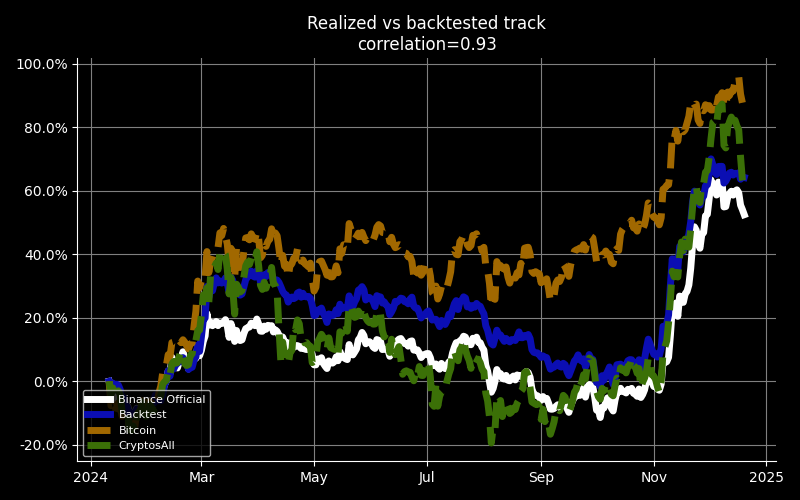 Realized vs backtested track
correlation=0.93
100.0%
80.0%
60.0%
40.0%
20.0%
0.0%
-20.0%
Binance Official
Backtest
Bitcoin
CryptosAll
2024 Mar May Jul Sep Nov 2025